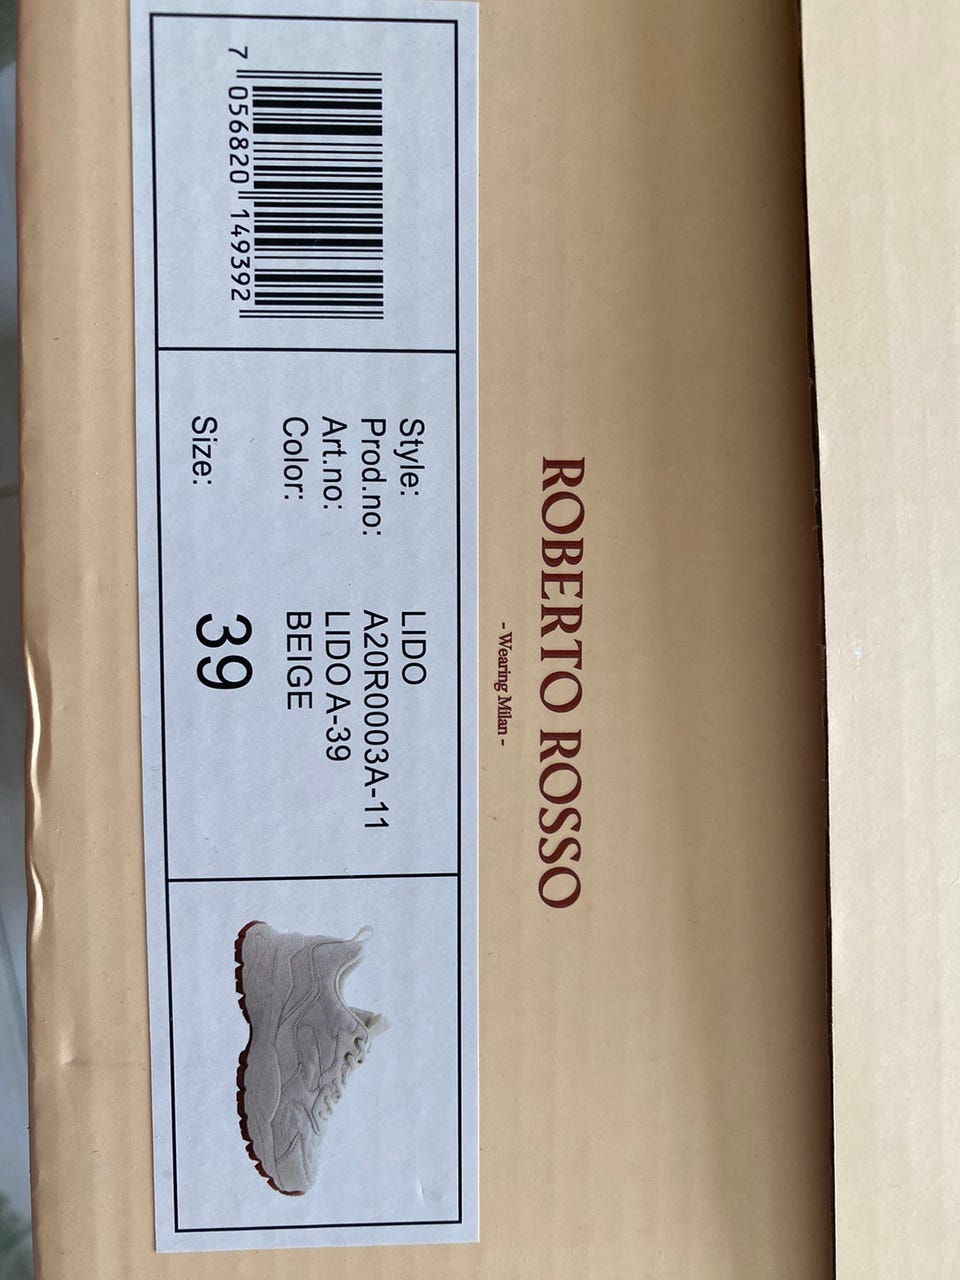 ROBERTO ROSSO
- Wearing Milan -
Style: LIDO
Prod.no: A20R0003A-11
Art.no: LIDO A-39
Color: BEIGE
Size: 39
7 056820 149392